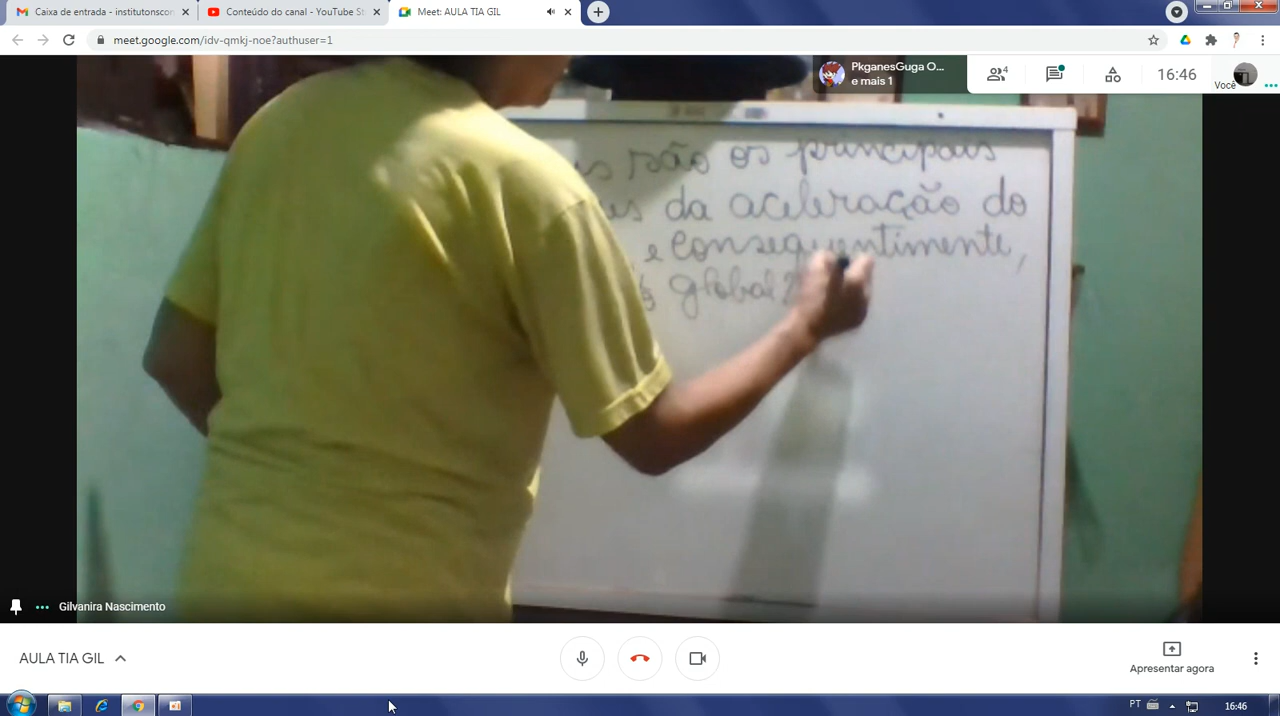 Caixa de entrada - institutonscon
Conteúdo do canal - YouTube St
Meet: AULA TIA GIL
meet.google.com/idv-qmkj-noe?authuser=1
PkganesGuga O...
e mais 1
4
16:46
Você
são os principais
da aceleração do
e consequentimente,
global?
Gilvanira Nascimento
AULA TIA GIL
Apresentar agora
PT
16:46